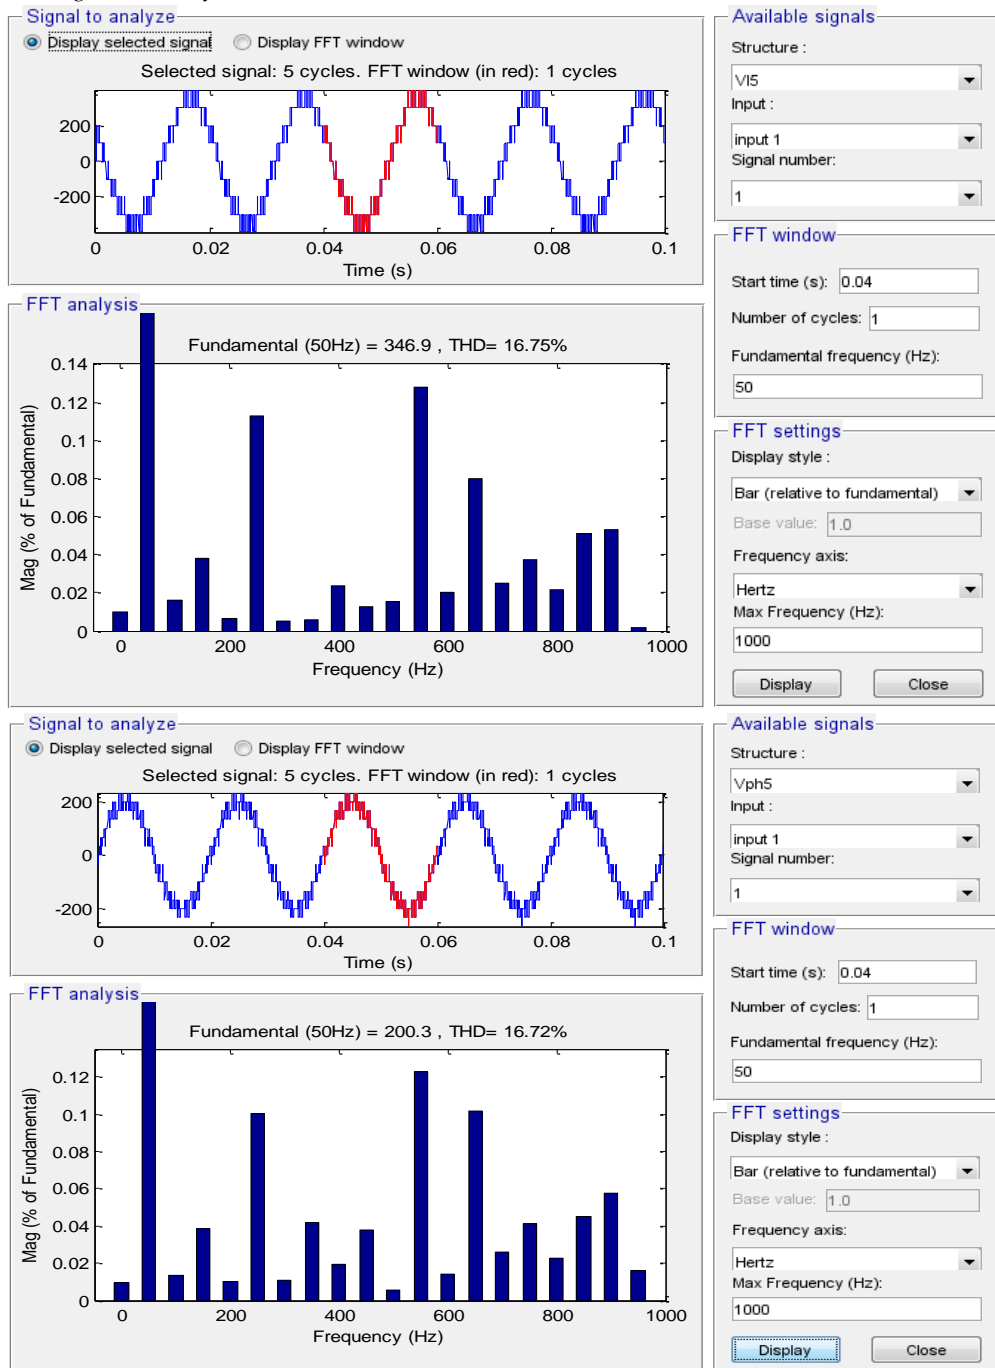 Signal to analyze
Display selected signal
Display FFT window
Selected signal: 5 cycles. FFT window (in red): 1 cycles
200
0
-200
0
0.02
0.04
0.06
0.08
0.1
Time (s)
Available signals
Structure :
Vl5
Input :
input 1
Signal number:
1
FFT window
Start time (s): 0.04
Number of cycles: 1
Fundamental frequency (Hz):
50
FFT analysis
Fundamental (50Hz) = 346.9 , THD= 16.75%
0.14
0.12
0.1
0.08
0.06
0.04
0.02
0
Mag (% of Fundamental)
0
200
400
600
800
1000
Frequency (Hz)
FFT settings
Display style :
Bar (relative to fundamental)
Base value: 1.0
Frequency axis:
Hertz
Max Frequency (Hz):
1000
Display
Close
Signal to analyze
Display selected signal
Display FFT window
Selected signal: 5 cycles. FFT window (in red): 1 cycles
200
0
-200
0
0.02
0.04
0.06
0.08
0.1
Time (s)
Available signals
Structure :
Vph5
Input :
input 1
Signal number:
1
FFT window
Start time (s): 0.04
Number of cycles: 1
Fundamental frequency (Hz):
50
FFT analysis
Fundamental (50Hz) = 200.3 , THD= 16.72%
0.12
0.1
0.08
0.06
0.04
0.02
0
Mag (% of Fundamental)
0
200
400
600
800
1000
Frequency (Hz)
FFT settings
Display style :
Bar (relative to fundamental)
Base value: 1.0
Frequency axis:
Hertz
Max Frequency (Hz):
1000
Display
Close